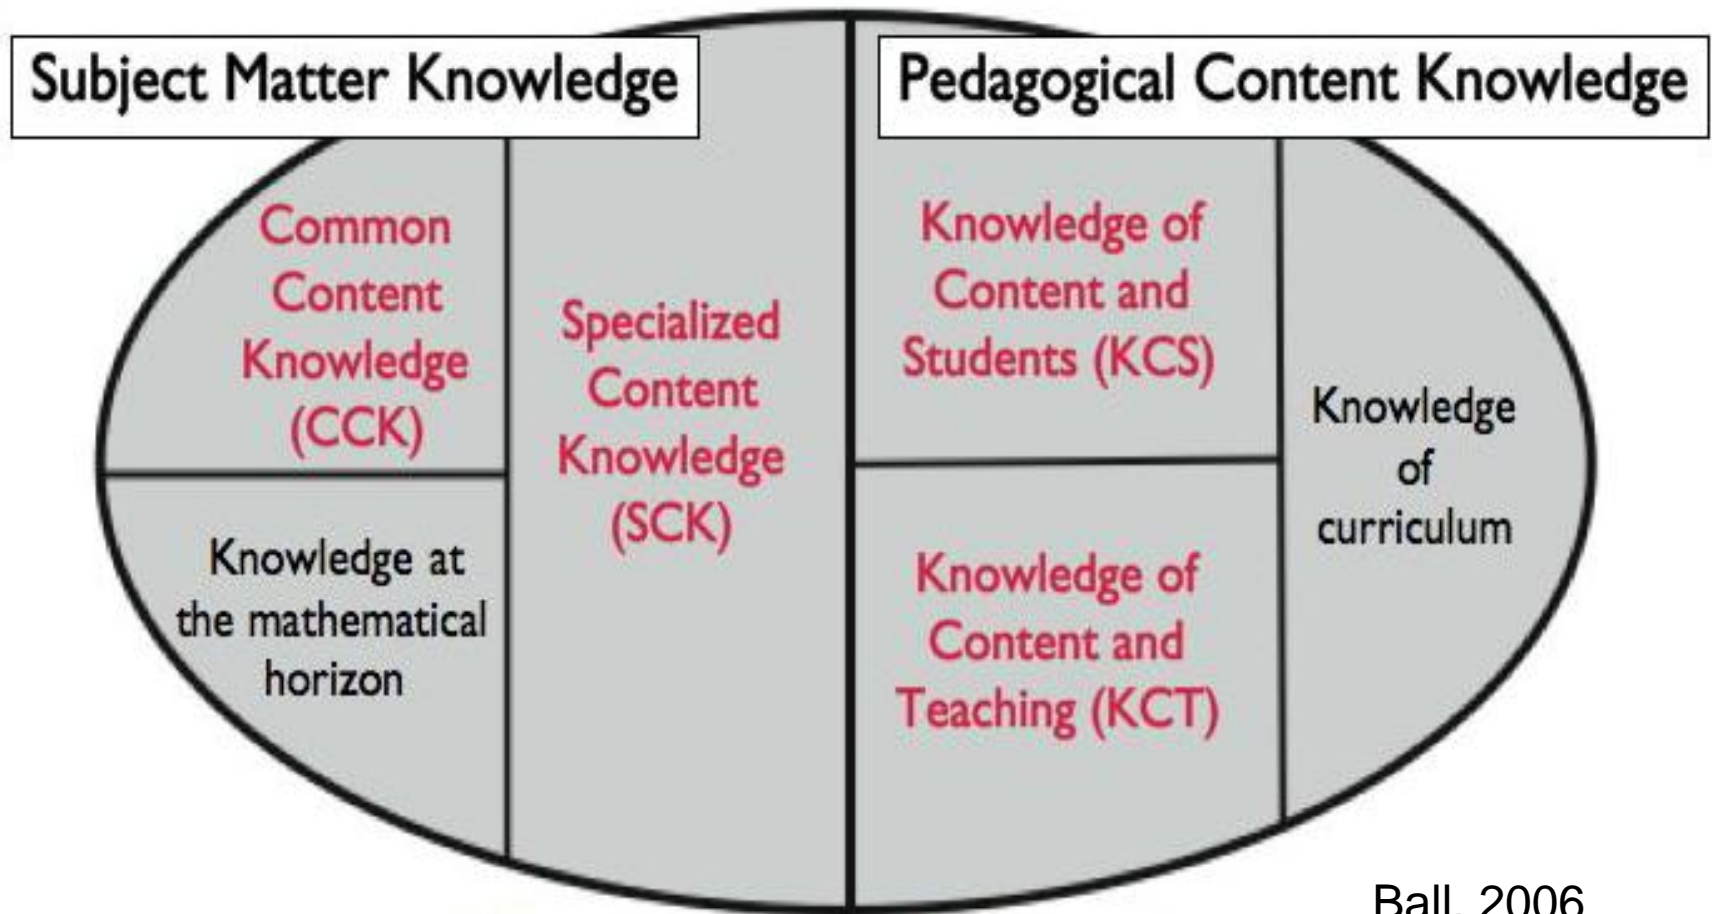 Subject Matter Knowledge
Pedagogical Content Knowledge
Common
Content
Knowledge
(CCK)
Knowledge at
the mathematical
horizon
Specialized
Content
Knowledge
(SCK)
Knowledge of
Content and
Students (KCS)
Knowledge of
Content and
Teaching (KCT)
Knowledge
of
curriculum
Ball, 2006